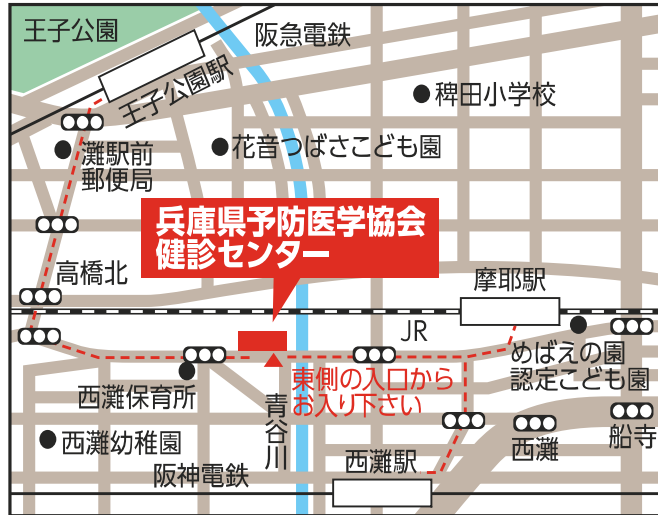 王子公園
阪急電鉄
王子公園駅
稗田小学校
灘駅前
郵便局
花音つばさこども園
兵庫県予防医学協会
健診センター
高橋北
摩耶駅
JR
めばえの園
認定こども園
東側の入口から
お入り下さい
西灘保育所
青谷川
西灘幼稚園
西灘
船寺
西灘駅
阪神電鉄